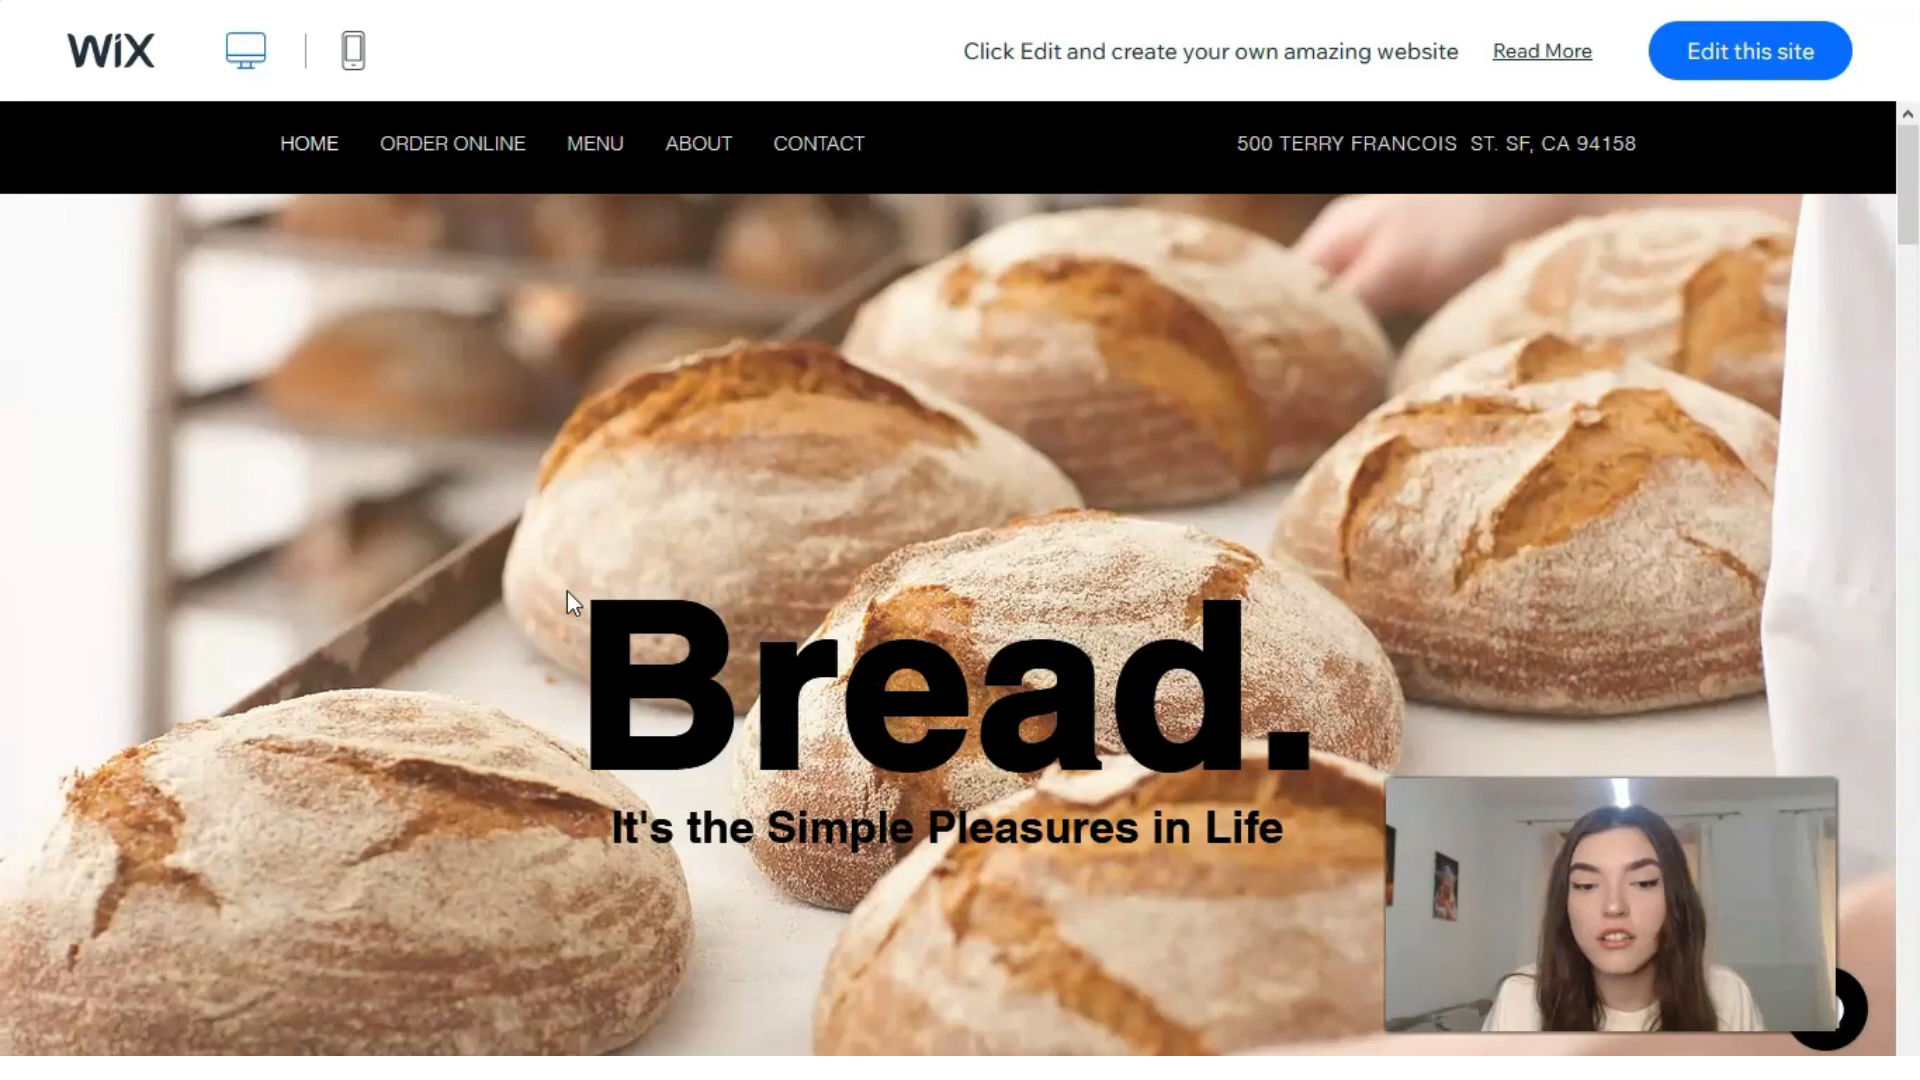 WiX
Click Edit and create your own amazing website Read More Edit this site
HOME ORDER ONLINE MENU ABOUT CONTACT 500 TERRY FRANCOIS ST. SF, CA 94158
Bread.
It's the Simple Pleasures in Life